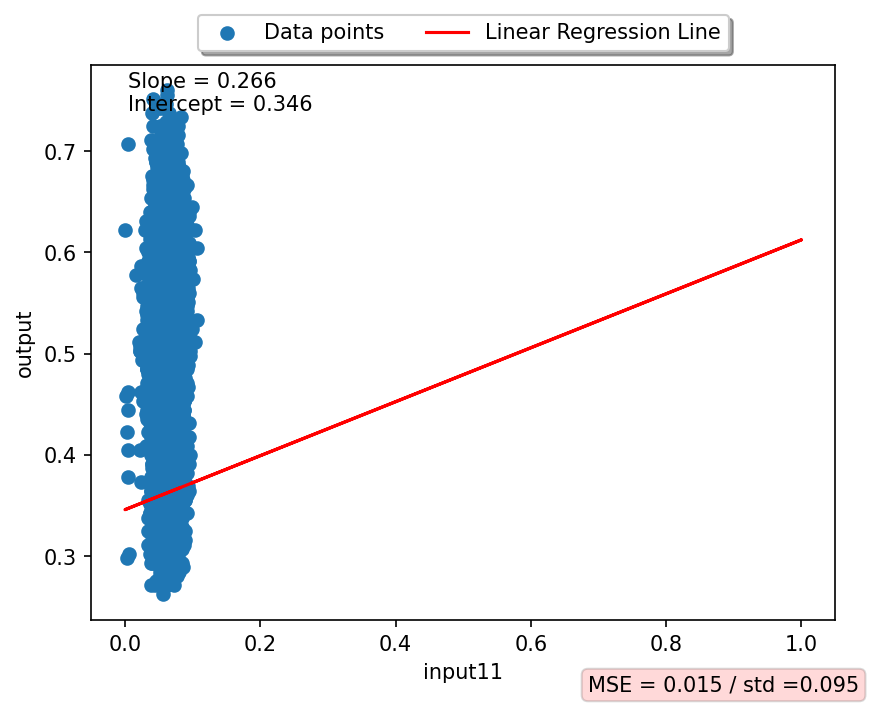 Data points
Linear Regression Line
Slope = 0.266
Intercept = 0.346
0.7
0.6
0.5
0.4
0.3
output
0.0
0.2
0.4
0.6
0.8
1.0
input11
MSE = 0.015 / std =0.095